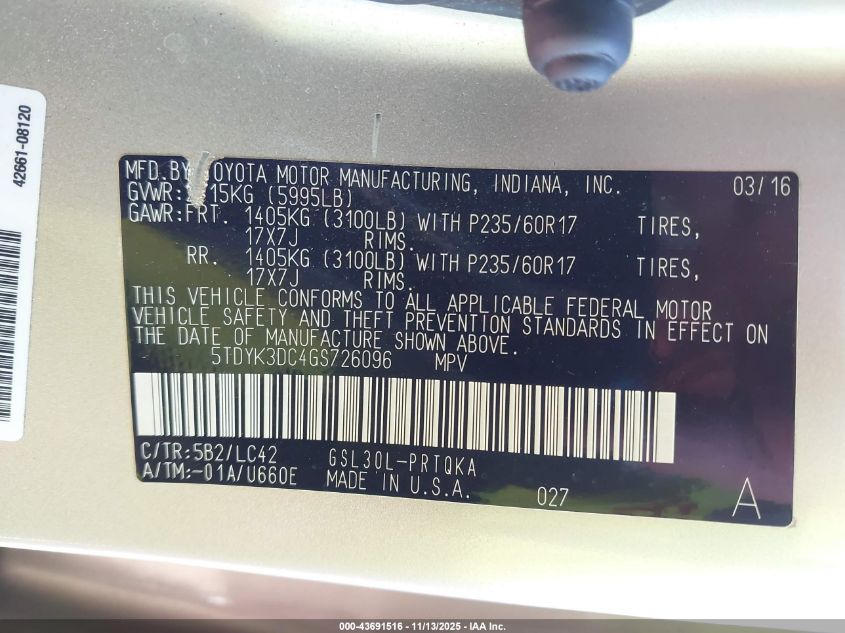 42661-08120
MFD.BY OYOTA MOTOR MANUFACTURING, INDIANA, INC. 03/16
GVWR: 15KG (5995LB)
GAWR:FRT. 1405KG (3100LB) WITH P235/60R17 TIRES,
17X7J RIMS.
RR. 1405KG (3100LB) WITH P235/60R17 TIRES,
17X7J RIMS.
THIS VEHICLE CONFORMS TO ALL APPLICABLE FEDERAL MOTOR
VEHICLE SAFETY AND THEFT PREVENTION STANDARDS IN EFFECT ON
THE DATE OF MANUFACTURE SHOWN ABOVE.
5TDYK3DC4GS726096 MPV
C/TR:5B2/LC42 GSL30L-PRTQKA
A/TM:-01A/U660E MADE IN U.S.A. 027 A
000-43691516 - 11/13/2025 - IAA Inc.